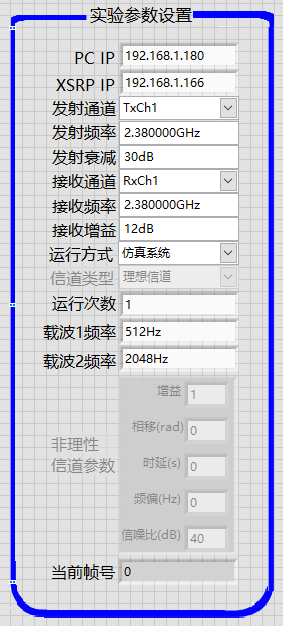 实验参数设置
PC IP 192.168.1.180
XSRP IP 192.168.1.166
发射通道 TxCh1
发射频率 2.380000GHz
发射衰减 30dB
接收通道 RxCh1
接收频率 2.380000GHz
接收增益 12dB
运行方式 仿真系统
信道类型 理想信道
运行次数 1
载波1频率 512Hz
载波2频率 2048Hz
非理性
信道参数
增益 1
相移(rad) 0
时延(s) 0
频偏(Hz) 0
信噪比(dB) 40
当前帧号 0